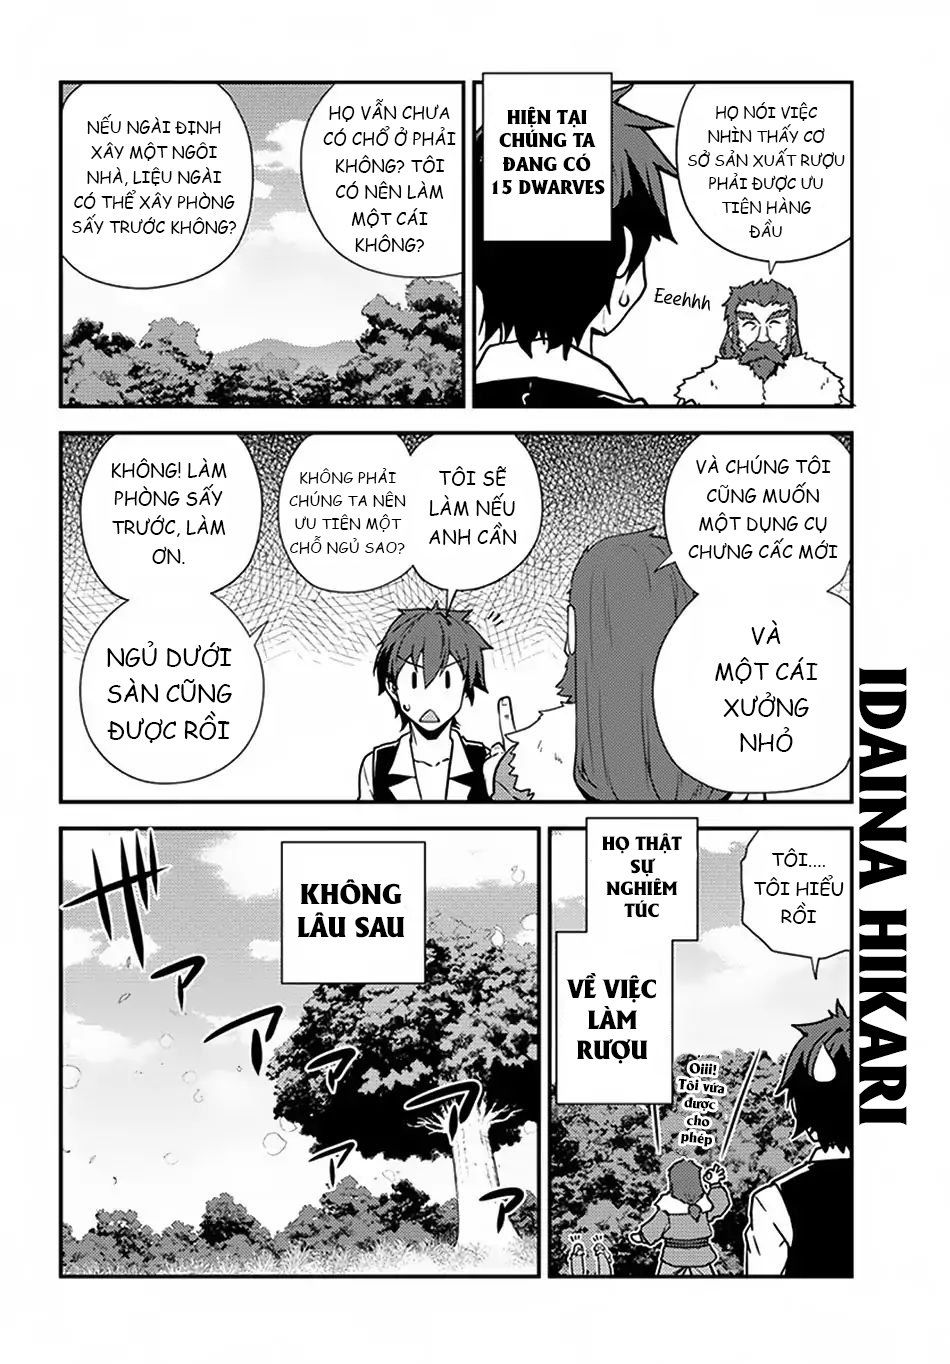 HỌ NÓI VIỆC
NHÌN THẤY CƠ
SỞ SẢN XUẤT RƯỢU
PHẢI ĐƯỢC ƯU
TIÊN HÀNG
ĐẦU
HIỆN TẠI
CHÚNG TA
ĐANG CÓ
15 DWARVES
Eeehhh
HỌ VẪN CHƯA
CÓ CHỔ Ở PHẢI
KHÔNG? TÔI
CÓ NÊN LÀM
MỘT CÁI
KHÔNG?
NẾU NGÀI ĐỊNH
XÂY MỘT NGÔI
NHÀ, LIỆU NGÀI
CÓ THỂ XÂY PHÒNG
SẤY TRƯỚC KHÔNG?
VÀ CHÚNG TÔI
CŨNG MUỐN
MỘT DỤNG CỤ
CHƯNG CẤC MỚI
VÀ
MỘT CÁI
XƯỞNG
NHỎ
TÔI SẼ
LÀM NẾU
ANH CẦN
KHÔNG PHẢI
CHÚNG TA NÊN
ƯU TIÊN MỘT
CHỖ NGỦ SAO?
KHÔNG! LÀM
PHÒNG SẤY
TRƯỚC, LÀM
ƠN.
NGỦ DƯỚI
SÀN CŨNG
ĐƯỢC RỒI
TÔI....
TÔI HIỂU
RỒI
HỌ THẬT
SỰ
NGHIÊM
TÚC
VỀ VIỆC
LÀM
RƯỢU
Oiii!
Tôi vừa
được
cho
phép
KHÔNG
LÂU SAU
アアアア
IDAINA HIKARI